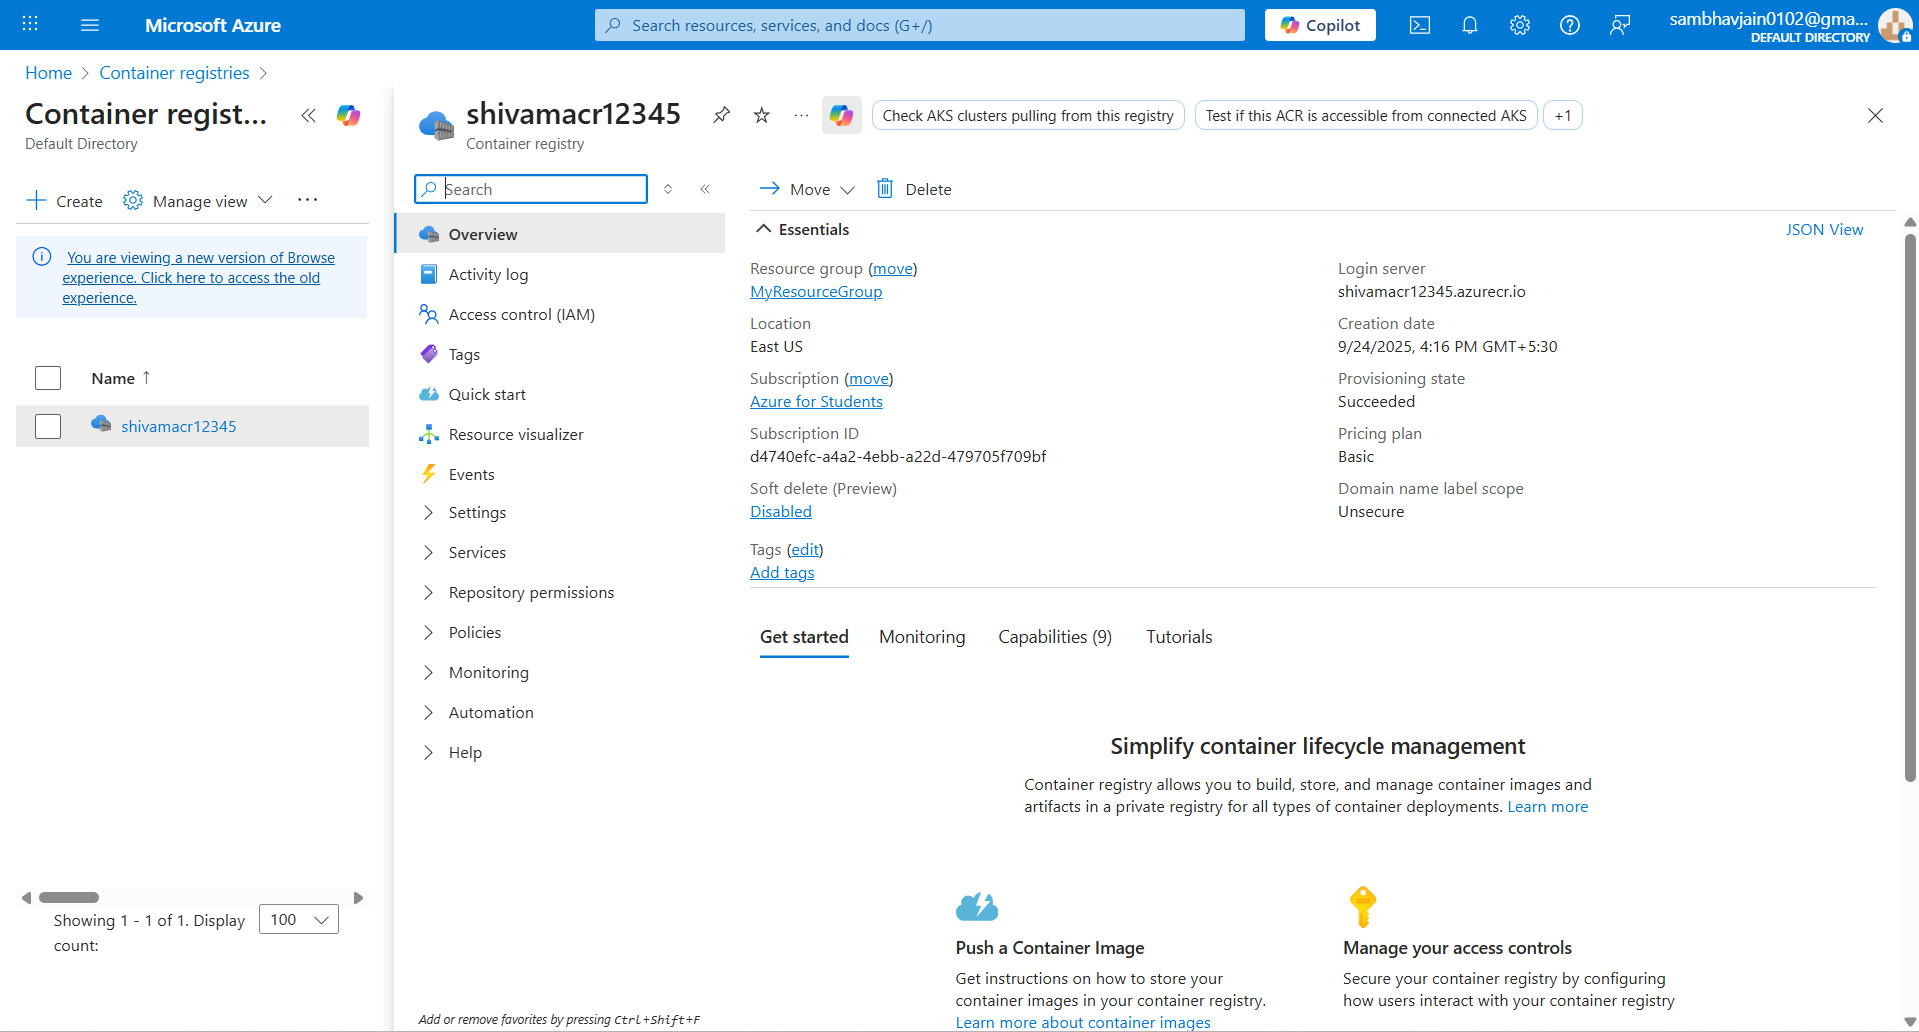 Microsoft Azure
Search resources, services, and docs (G+/)
Copilot
sambhavjain0102@gma...
DEFAULT DIRECTORY
Home > Container registries >
Container regist...
Default Directory
Create
Manage view
You are viewing a new version of Browse
experience. Click here to access the old
experience.
Name ↑
shivamacr12345
Showing 1 - 1 of 1. Display
count:
100
shivamacr12345
Container registry
Check AKS clusters pulling from this registry
Test if this ACR is accessible from connected AKS
+1
Search
Overview
Activity log
Access control (IAM)
Tags
Quick start
Resource visualizer
Events
Settings
Services
Repository permissions
Policies
Monitoring
Automation
Help
Add or remove favorites by pressing Ctrl+Shift+F
Move
Delete
Essentials
JSON View
Resource group (move)
MyResourceGroup
Location
East US
Subscription (move)
Azure for Students
Subscription ID
d4740efc-a4a2-4ebb-a22d-479705f709bf
Soft delete (Preview)
Disabled
Login server
shivamacr12345.azurecr.io
Creation date
9/24/2025, 4:16 PM GMT+5:30
Provisioning state
Succeeded
Pricing plan
Basic
Domain name label scope
Unsecure
Tags (edit)
Add tags
Get started
Monitoring
Capabilities (9)
Tutorials
Simplify container lifecycle management
Container registry allows you to build, store, and manage container images and
artifacts in a private registry for all types of container deployments. Learn more
Push a Container Image
Get instructions on how to store your
container images in your container registry.
Learn more about container images
Manage your access controls
Secure your container registry by configuring
how users interact with your container registry